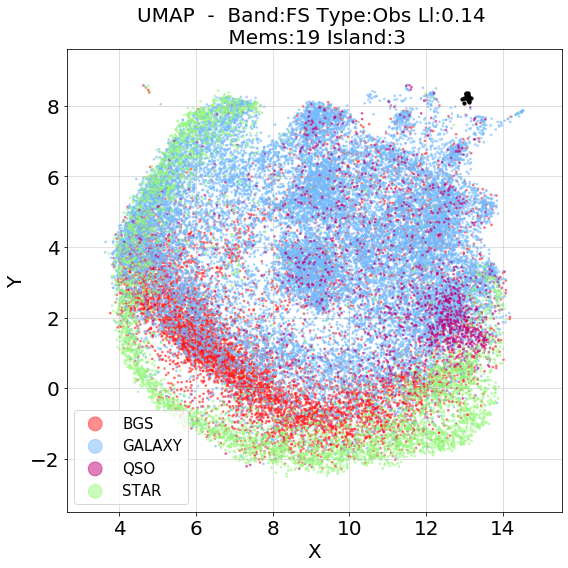 UMAP  -  Band:FS Type:Obs Ll:0.14
Mems:19 Island:3
Y
8
6
4
2
0
−2
BGS
GALAXY
QSO
STAR
4 6 8 10 12 14
X